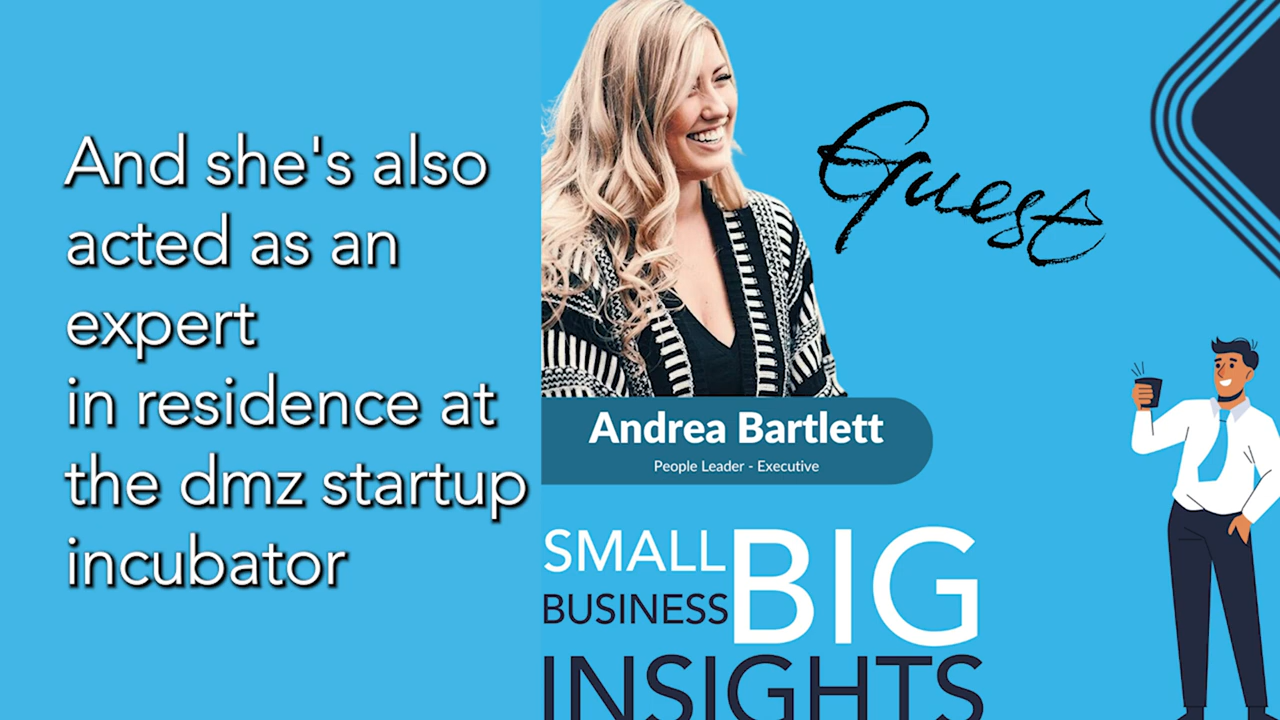 And she's also
acted as an
expert
in residence at
the dmz startup
incubator
Guest
Andrea Bartlett
People Leader - Executive
SMALL
BUSINESS
BIG
INSIGHTS